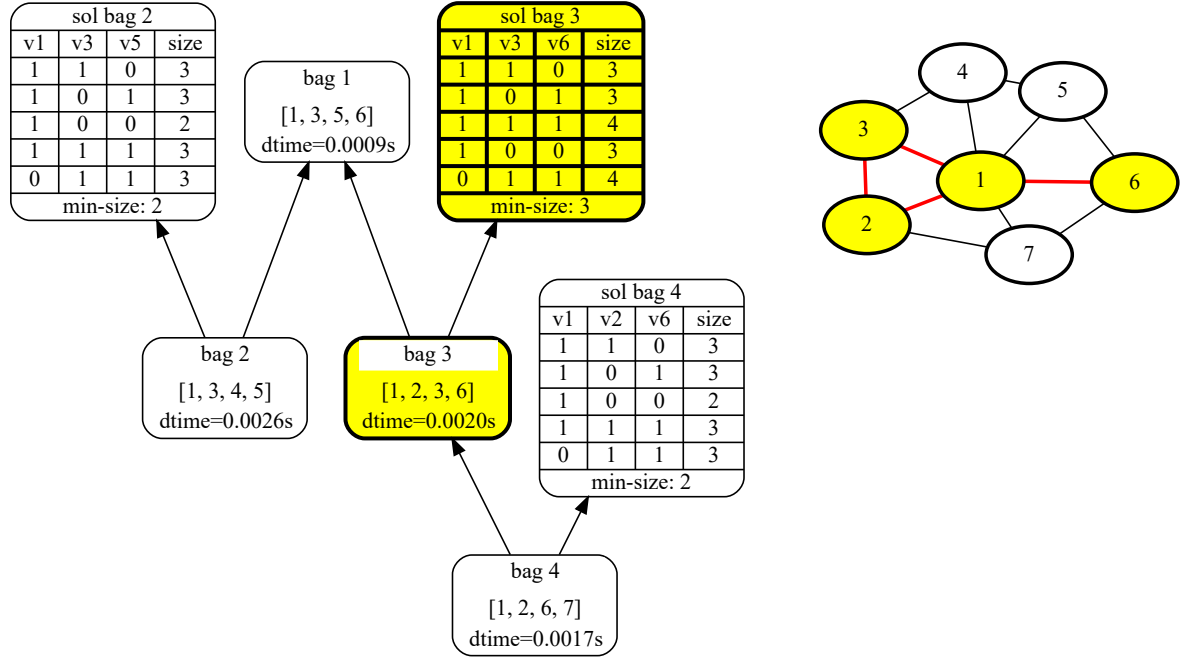 sol bag 2
v1 v3 v5 size
1 1 0 3
1 0 1 3
1 0 0 2
1 1 1 3
0 1 1 3
min-size: 2
bag 1
[1, 3, 5, 6]
dtime=0.0009s
sol bag 3
v1 v3 v6 size
1 1 0 3
1 0 1 3
1 1 1 4
1 0 0 3
0 1 1 4
min-size: 3
4
5
3
1
6
2
7
bag 2
[1, 3, 4, 5]
dtime=0.0026s
bag 3
[1, 2, 3, 6]
dtime=0.0020s
sol bag 4
v1 v2 v6 size
1 1 0 3
1 0 1 3
1 0 0 2
1 1 1 3
0 1 1 3
min-size: 2
bag 4
[1, 2, 6, 7]
dtime=0.0017s